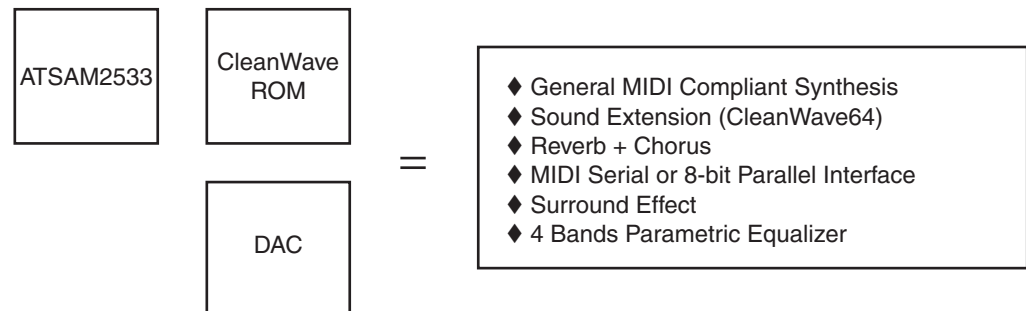 ATSAM2533
CleanWave
ROM
DAC
=
♦ General MIDI Compliant Synthesis
♦ Sound Extension (CleanWave64)
♦ Reverb + Chorus
♦ MIDI Serial or 8-bit Parallel Interface
♦ Surround Effect
♦ 4 Bands Parametric Equalizer